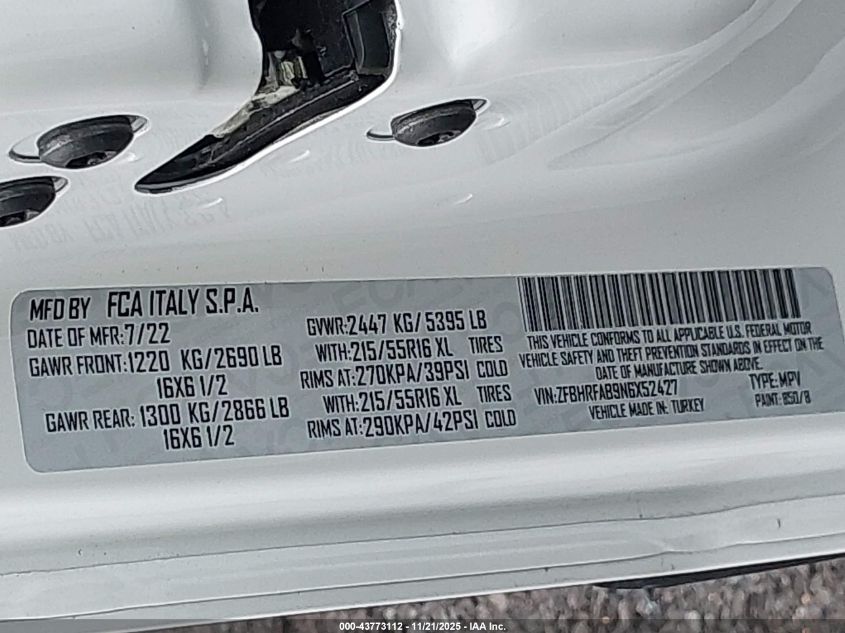 MFD BY FCA ITALY S.P.A.
DATE OF MFR:7/22
GAWR FRONT:1220 KG/2690 LB
16X6 1/2
GAWR REAR: 1300 KG/2866 LB
16X6 1/2
GVWR:2447 KG/5395 LB
WITH:215/55R16 XL TIRES
RIMS AT:270KPA/39PSI COLD
WITH:215/55R16 XL TIRES
RIMS AT:290KPA/42PSI COLD
THIS VEHICLE CONFORMS TO ALL APPLICABLE U.S. FEDERAL MOTOR
VEHICLE SAFETY AND THEFT PREVENTION STANDARDS IN EFFECT ON THE
DATE OF MANUFACTURE SHOWN ABOVE.
VIN:ZFBHRFAB9N6X52427 TYPE:MPV
VEHICLE MADE IN: TURKEY PAINT: 850/B
000-43773112 - 11/21/2025 - IAA Inc.